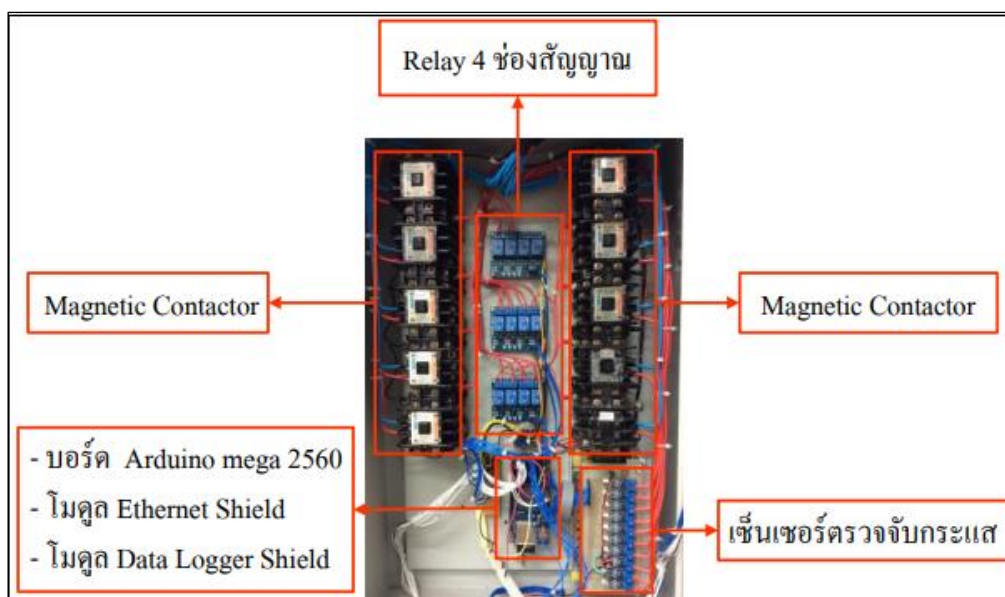 Relay 4 ช่องสัญญาณ
Magnetic Contactor
Magnetic Contactor
- บอร์ด Arduino mega 2560
- โมดูล Ethernet Shield
- โมดูล Data Logger Shield
เซ็นเซอร์ตรวจจับกระแส